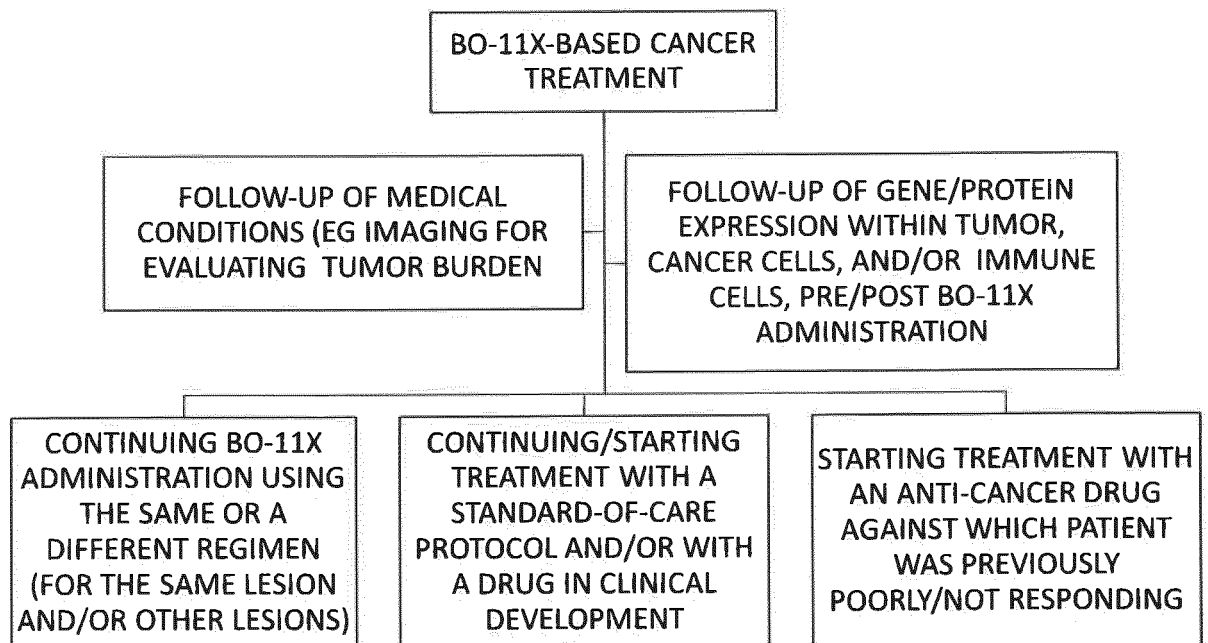 BO-11X-BASED CANCER
TREATMENT
FOLLOW-UP OF MEDICAL
CONDITIONS (EG IMAGING FOR
EVALUATING TUMOR BURDEN
FOLLOW-UP OF GENE/PROTEIN
EXPRESSION WITHIN TUMOR,
CANCER CELLS, AND/OR IMMUNE
CELLS, PRE/POST BO-11X
ADMINISTRATION
CONTINUING BO-11X
ADMINISTRATION USING
THE SAME OR A
DIFFERENT REGIMEN
(FOR THE SAME LESION
AND/OR OTHER LESIONS)
CONTINUING/STARTING
TREATMENT WITH A
STANDARD-OF-CARE
PROTOCOL AND/OR WITH
A DRUG IN CLINICAL
DEVELOPMENT
STARTING TREATMENT WITH
AN ANTI-CANCER DRUG
AGAINST WHICH PATIENT
WAS PREVIOUSLY
POORLY/NOT RESPONDING